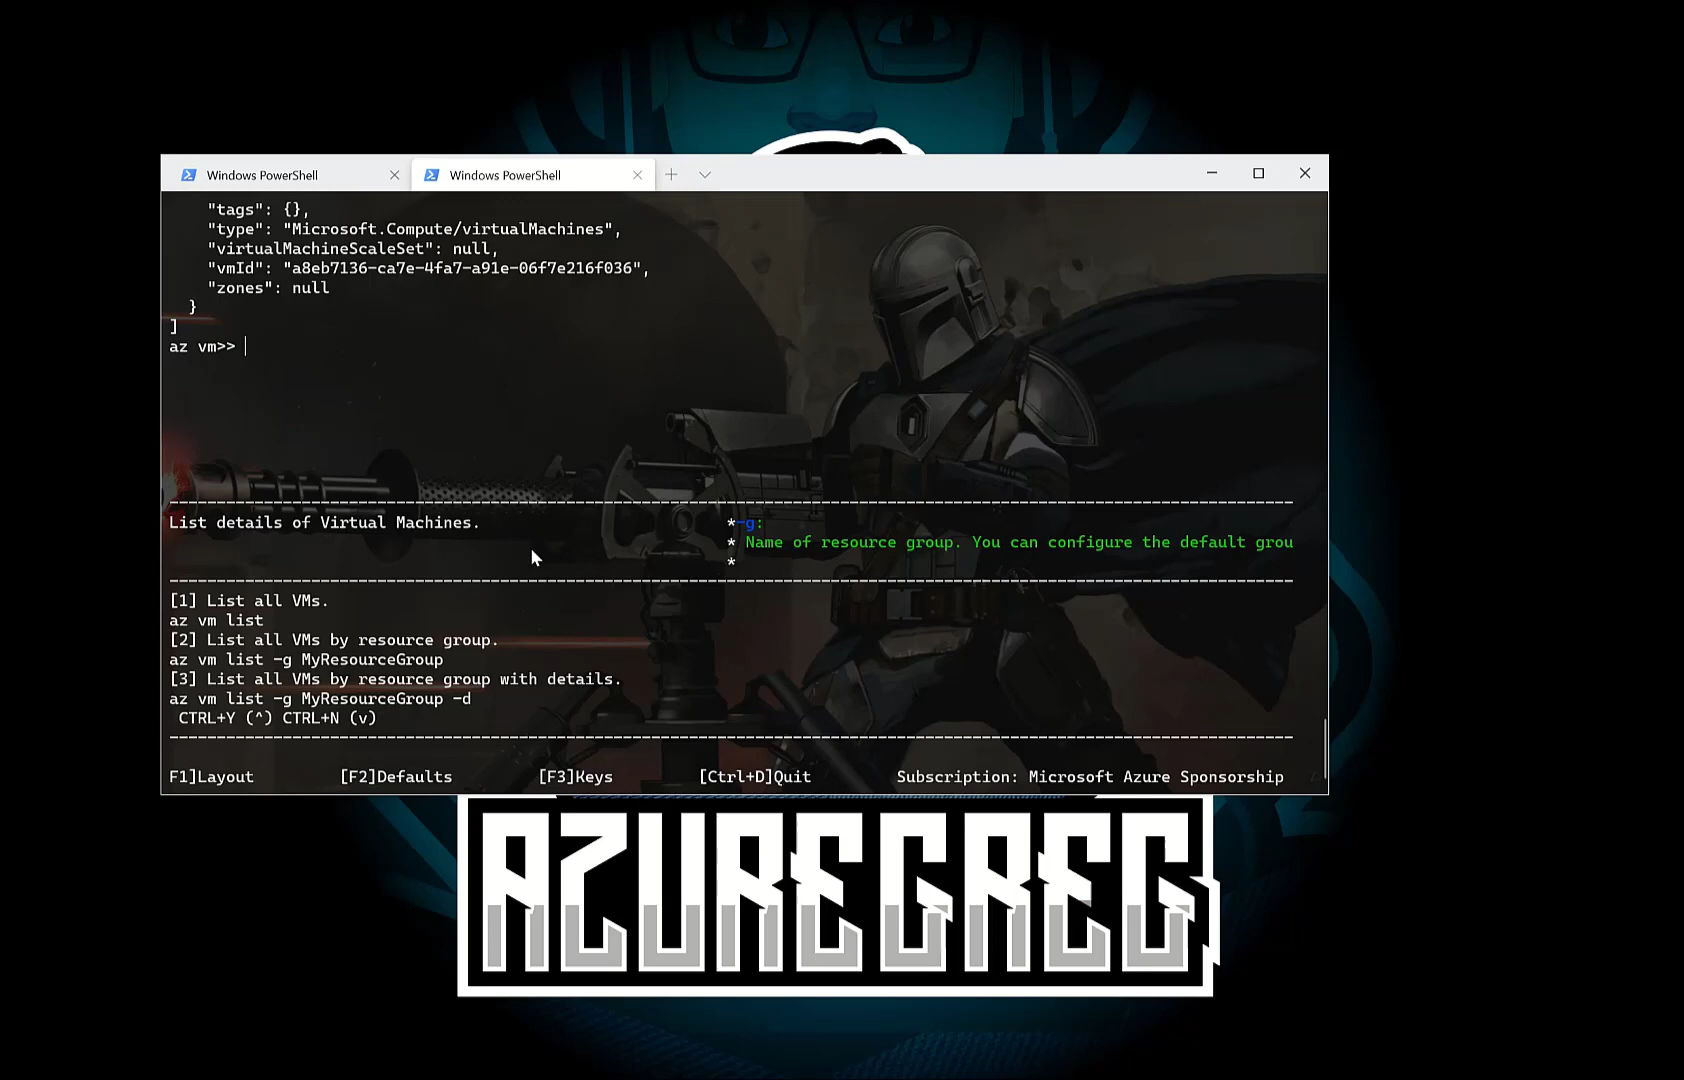 Windows PowerShell
Windows PowerShell
"tags": {},
"type": "Microsoft.Compute/virtualMachines",
"virtualMachineScaleSet": null,
"vmId": "a8eb7136-ca7e-4fa7-a91e-06f7e216f036",
"zones": null
}
]
az vm>>
--------------------------------------------------------------------------------
List details of Virtual Machines. *-g:
* Name of resource group. You can configure the default grou
*
--------------------------------------------------------------------------------
[1] List all VMs.
az vm list
[2] List all VMs by resource group.
az vm list -g MyResourceGroup
[3] List all VMs by resource group with details.
az vm list -g MyResourceGroup -d
CTRL+Y (^) CTRL+N (v)
--------------------------------------------------------------------------------
F1]Layout [F2]Defaults [F3]Keys [Ctrl+D]Quit Subscription: Microsoft Azure Sponsorship
AZUREGREG